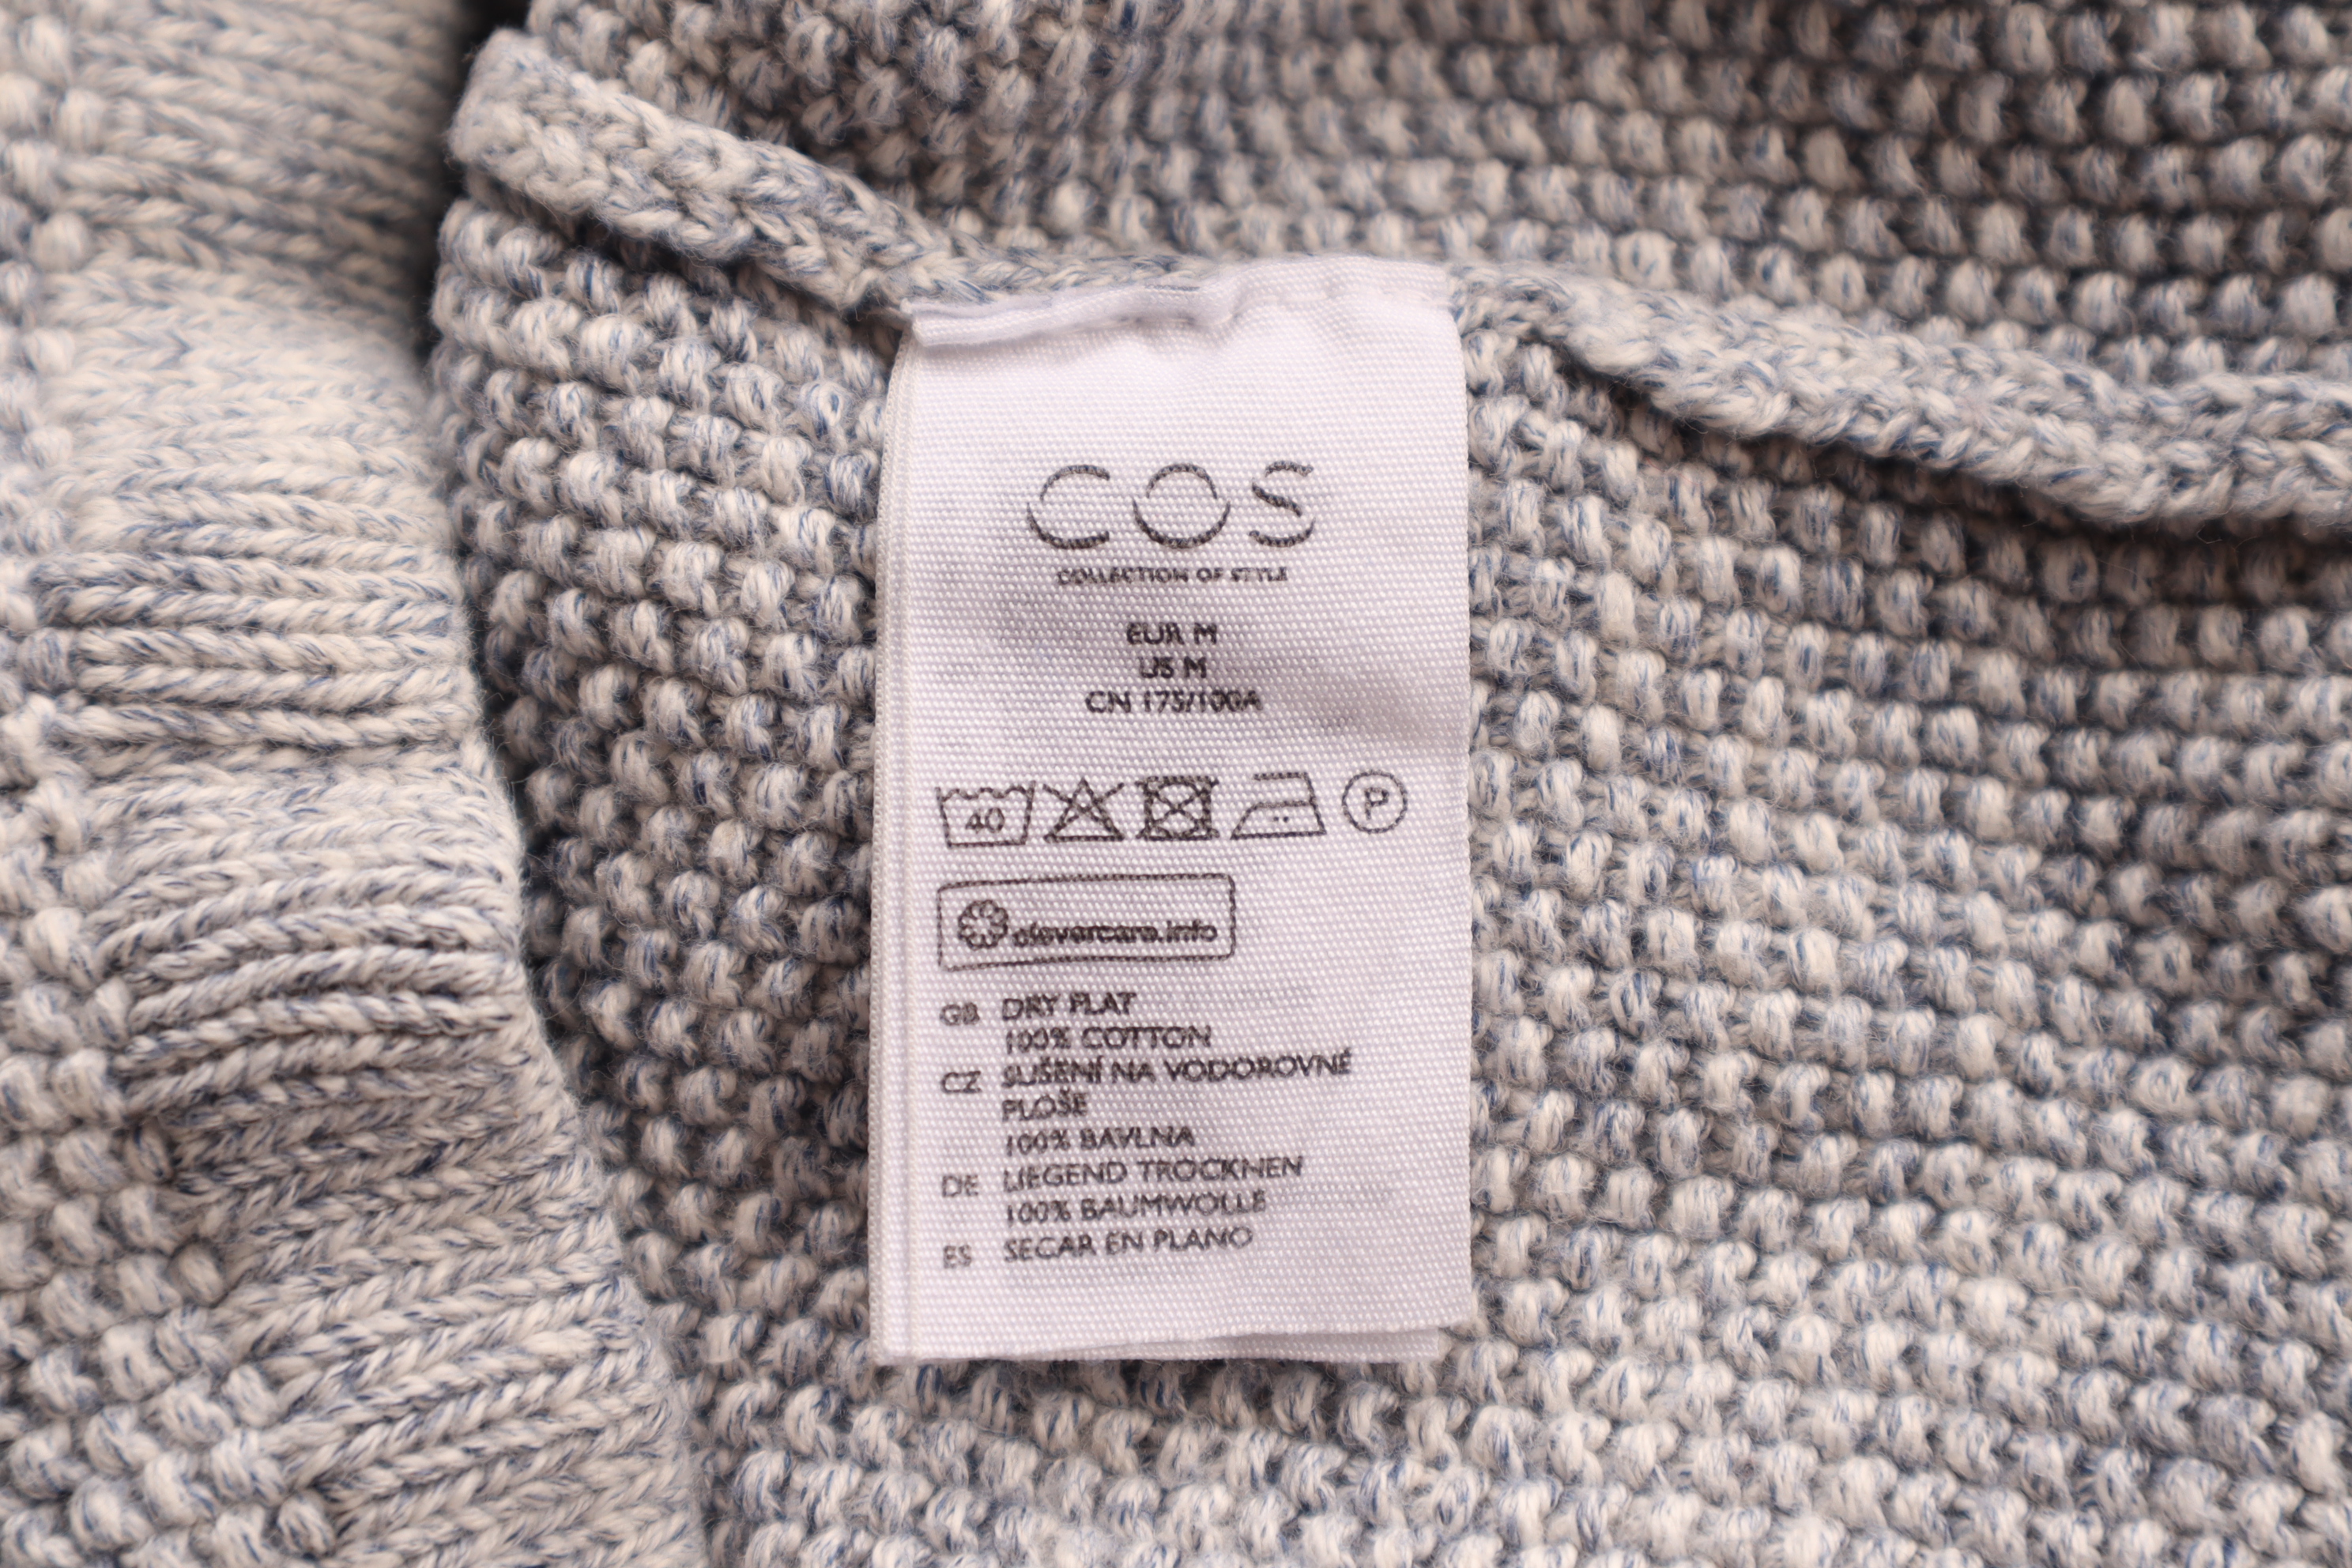 COS
COLLECTION OF STYLE
EUR M
US M
CN 175/100A
40
P
clevercare.info
GB DRY FLAT
100% COTTON
CZ SUŠENÍ NA VODOROVNÉ
PLOŠE
100% BAVLNA
DE LIEGEND TROCKNEN
100% BAUMWOLLE
ES SECAR EN PLANO